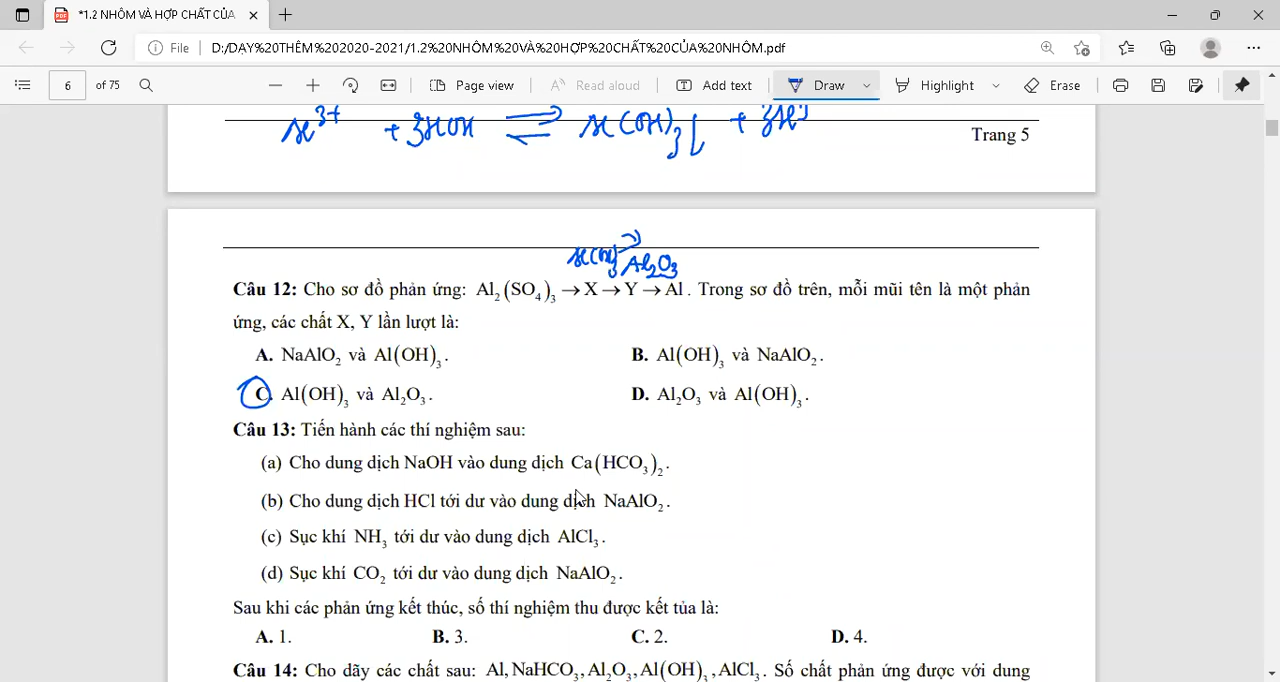 *1.2 NHÔM VÀ HỢP CHẤT CỦA
File D:/DẠY%20THÊM%202020-2021/1.2%20NHÔM%20VÀ%20HỢP%20CHẤT%20CỦA%20NHÔM.pdf
6 of 75 Page view Read aloud Add text Draw Highlight Erase
+ 3HOH ⇌ (OH)3↓ +
Trang 5
Al2O3
Câu 12: Cho sơ đồ phản ứng: Al₂(SO₄)₃ → X → Y → Al. Trong sơ đồ trên, mỗi mũi tên là một phản
ứng, các chất X, Y lần lượt là:
A. NaAlO₂ và Al(OH)₃. B. Al(OH)₃ và NaAlO₂.
C. Al(OH)₃ và Al₂O₃. D. Al₂O₃ và Al(OH)₃.
Câu 13: Tiến hành các thí nghiệm sau:
(a) Cho dung dịch NaOH vào dung dịch Ca(HCO₃)₂.
(b) Cho dung dịch HCl tới dư vào dung dịch NaAlO₂.
(c) Sục khí NH₃ tới dư vào dung dịch AlCl₃.
(d) Sục khí CO₂ tới dư vào dung dịch NaAlO₂.
Sau khi các phản ứng kết thúc, số thí nghiệm thu được kết tủa là:
A. 1. B. 3. C. 2. D. 4.
Câu 14: Cho dãy các chất sau: Al, NaHCO₃, Al₂O₃, Al(OH)₃, AlCl₃. Số chất phản ứng được với dung